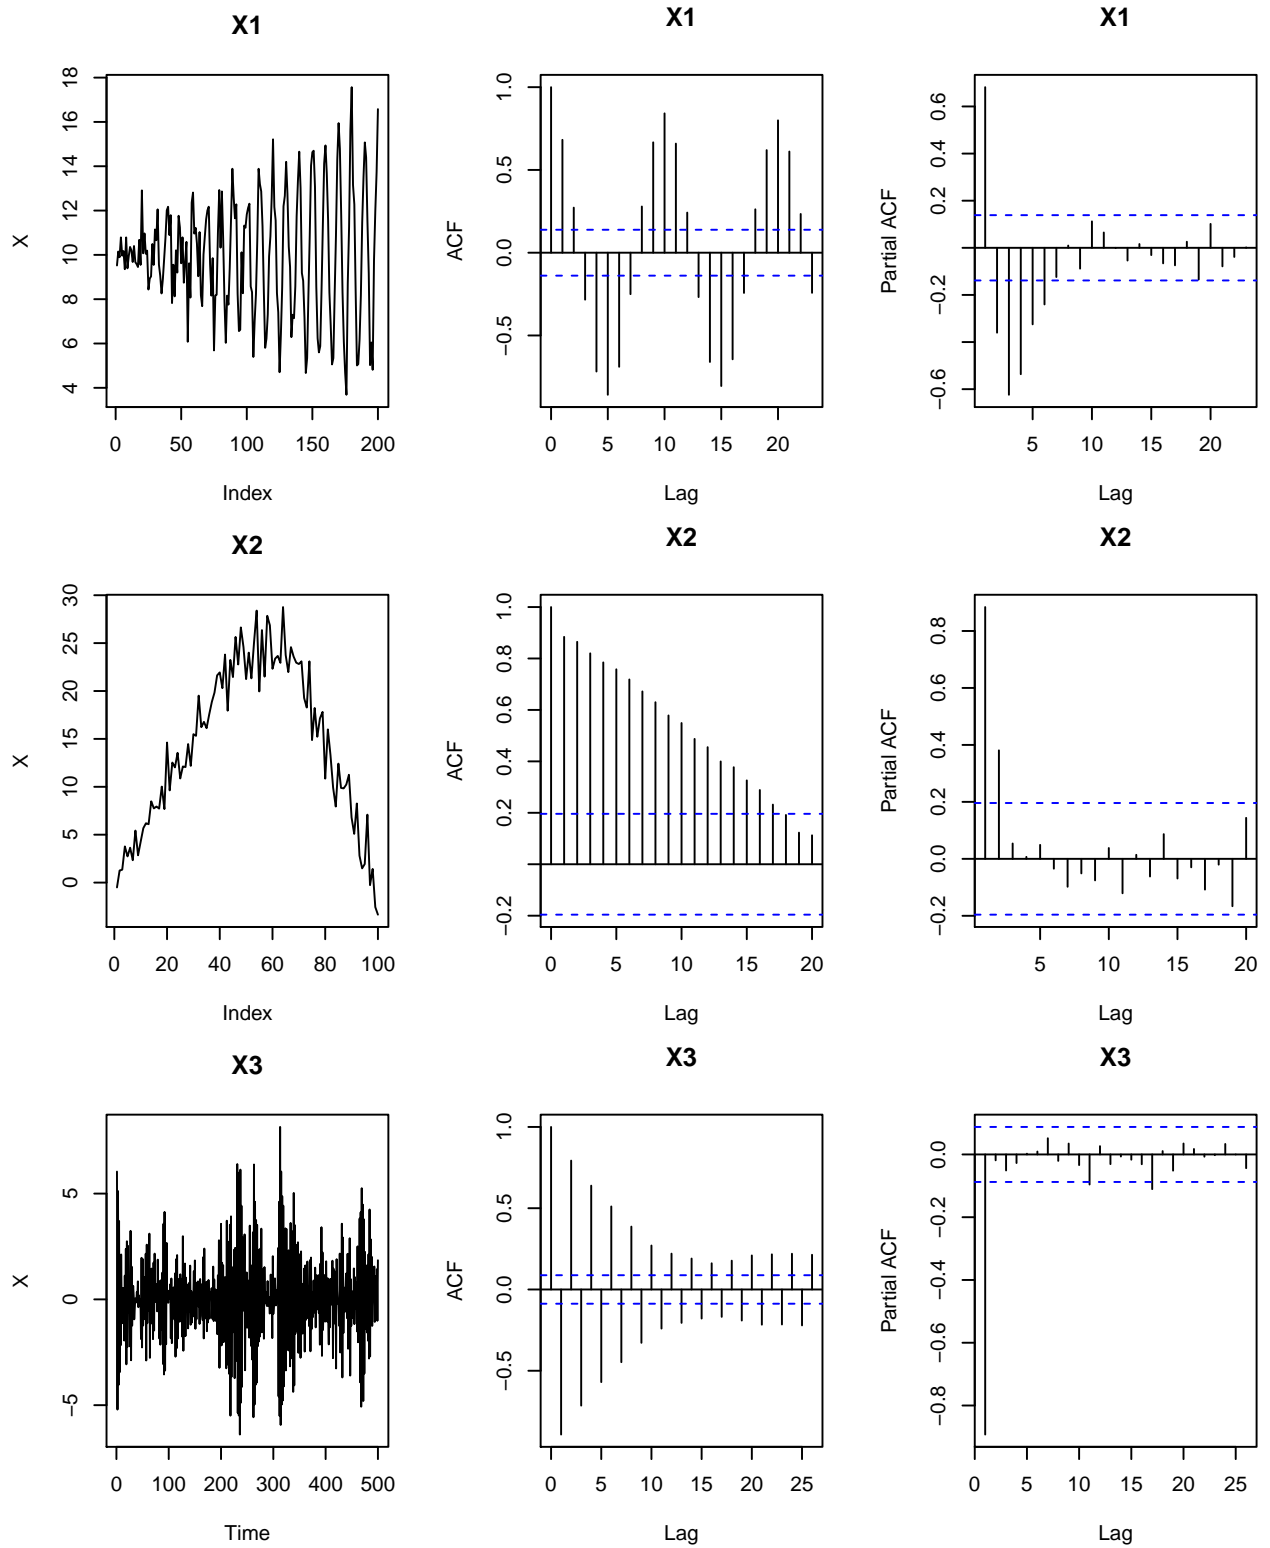 X1
X1
X1
X
18
16
14
12
10
8
6
4
0 50 100 150 200
Index
ACF
1.0
0.5
0.0
−0.5
0 5 10 15 20
Lag
Partial ACF
0.6
0.4
0.2
−0.2
−0.6
5 10 15 20
Lag
X2
X2
X2
X
30
25
20
15
10
5
0
0 20 40 60 80 100
Index
ACF
1.0
0.8
0.6
0.4
0.2
−0.2
0 5 10 15 20
Lag
Partial ACF
0.8
0.4
0.2
0.0
−0.2
5 10 15 20
Lag
X3
X3
X3
X
5
0
−5
0 100 200 300 400 500
Time
ACF
1.0
0.5
0.0
−0.5
0 5 10 15 20 25
Lag
Partial ACF
0.0
−0.2
−0.4
−0.6
−0.8
0 5 10 15 20 25
Lag